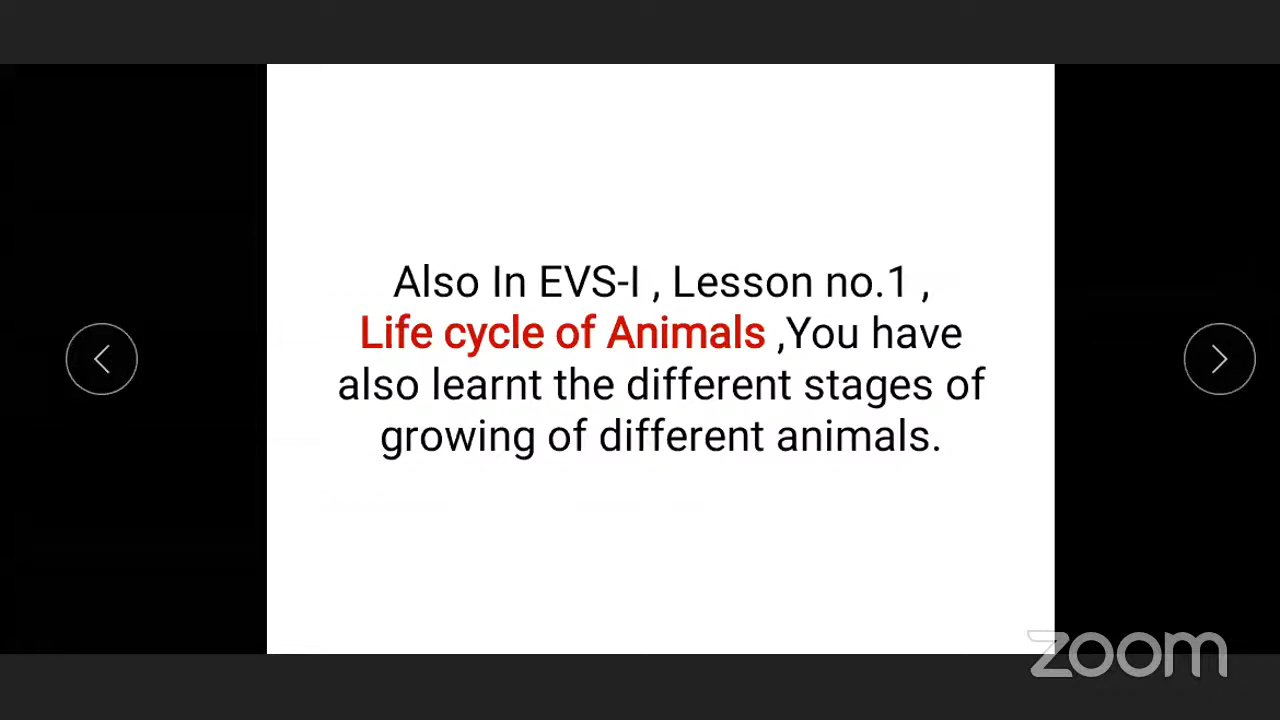 Also In EVS-I , Lesson no.1 ,
Life cycle of Animals ,You have
also learnt the different stages of
growing of different animals.
zoom